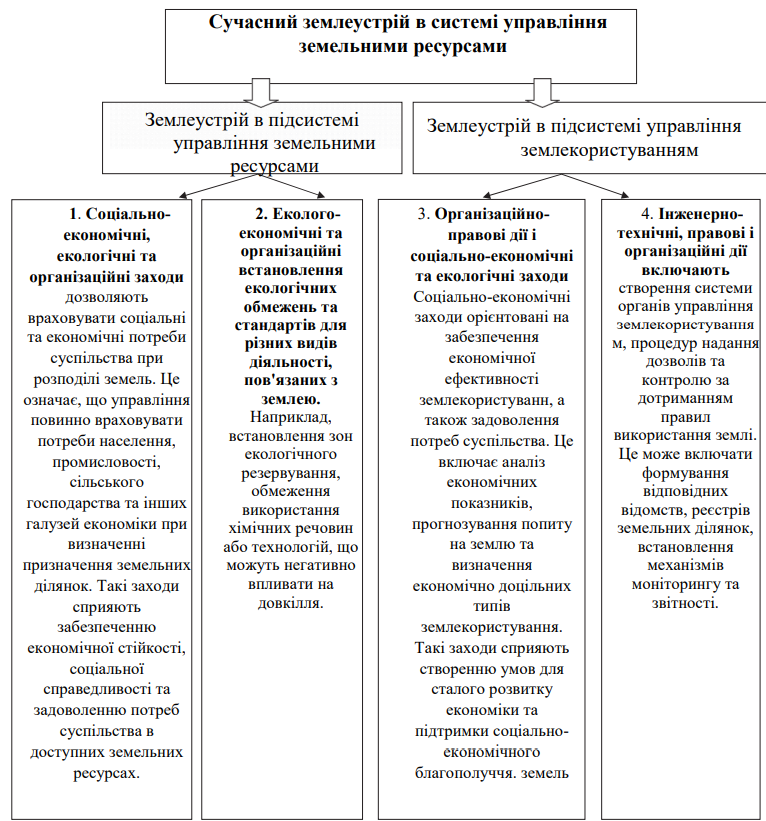 Сучасний землеустрій в системі управління
земельними ресурсами
Землеустрій в підсистемі
управління земельними
ресурсами
Землеустрій в підсистемі управління
землекористуванням
1. Соціально-
економічні,
екологічні та
організаційні заходи
дозволяють
враховувати соціальні
та економічні потреби
суспільства при
розподілі земель. Це
означає, що управління
повинно враховувати
потреби населення,
промисловості,
сільського
господарства та інших
галузей економіки при
визначенні
призначення земельних
ділянок. Такі заходи
сприяють
забезпеченню
економічної стійкості,
соціальної
справедливості та
задоволенню потреб
суспільства в
доступних земельних
ресурсах.
2. Еколого-
економічні та
організаційні
встановлення
екологічних
обмежень та
стандартів для
різних видів
діяльності,
пов'язаних з
землею.
Наприклад,
встановлення зон
екологічного
резервування,
обмеження
використання
хімічних речовин
або технологій, що
можуть негативно
впливати на
довкілля.
3. Організаційно-
правові дії і
соціально-економічні
та екологічні заходи
Соціально-економічні
заходи орієнтовані на
забезпечення
економічної
ефективності
землекористуванн, а
також задоволення
потреб суспільства. Це
включає аналіз
економічних
показників,
прогнозування попиту
на землю та
визначення
економічно доцільних
типів
землекористування.
Такі заходи сприяють
створенню умов для
сталого розвитку
економіки та
підтримки соціально-
економічного
благополуччя. земель
4. Інженерно-
технічні, правові і
організаційні дії
включають
створення системи
органів управління
землекористування
м, процедур надання
дозволів та
контролю за
дотриманням
правил
використання землі.
Це може включати
формування
відповідних
відомств, реєстрів
земельних ділянок,
встановлення
механізмів
моніторингу та
звітності.